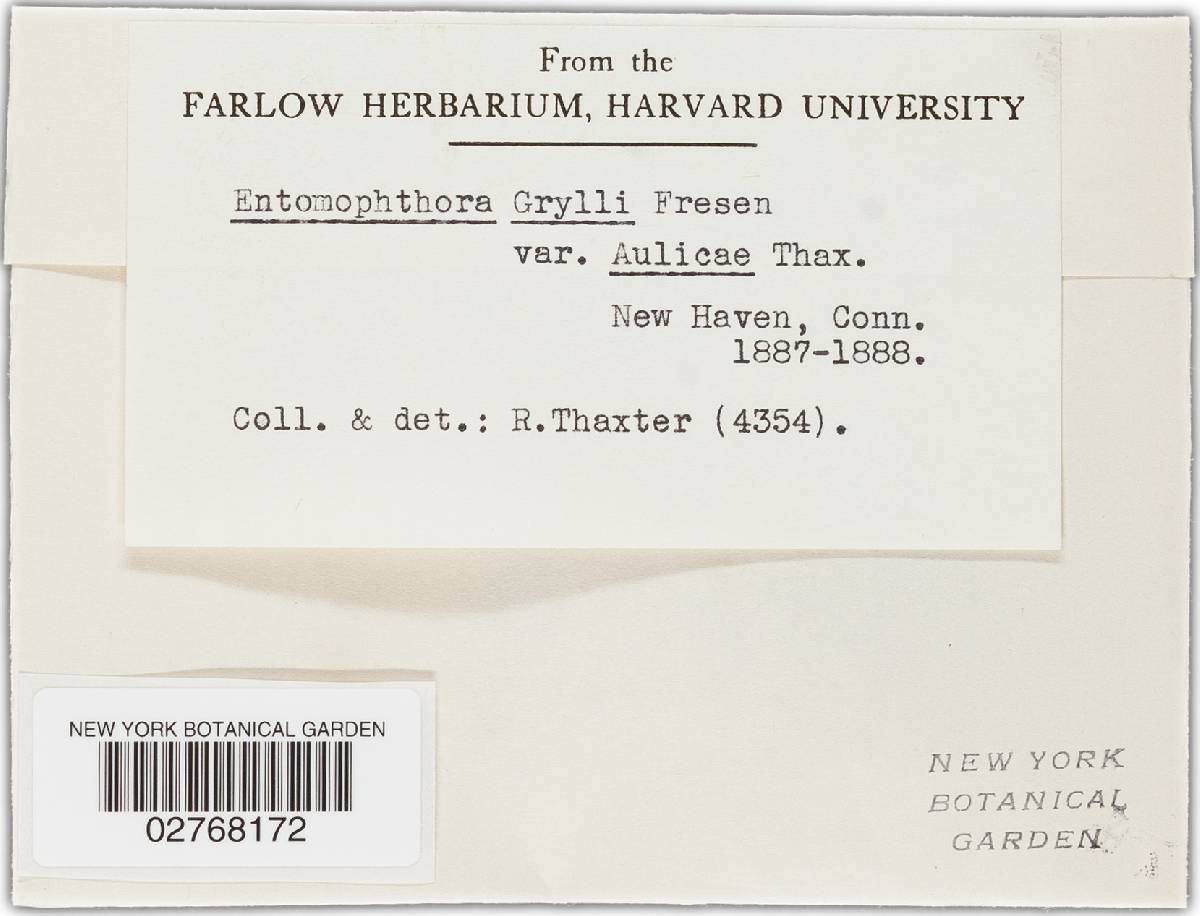 From the
FARLOW HERBARIUM, HARVARD UNIVERSITY
Entomophthora Grylli Fresen
var. Aulicae Thax.
New Haven, Conn.
1887-1888.
Coll. & det.: R.Thaxter (4354).
NEW YORK BOTANICAL GARDEN
02768172
NEW YORK
BOTANICAL
GARDEN